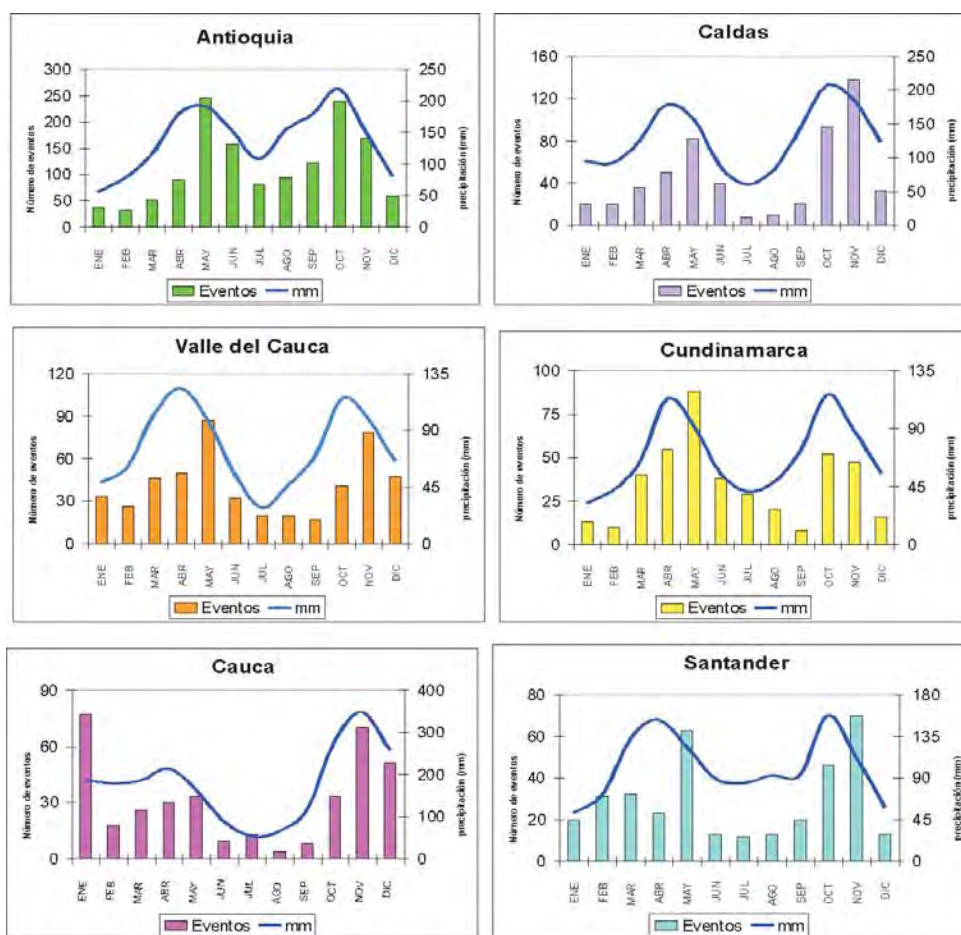 Antioquia
Número de eventos
300
250
200
150
100
50
0
250
200
150
100
50
0
precipitación (mm)
ENE FEB MAR ABR MAY JUN JUL AGO SEP OCT NOV DIC
Eventos mm
Caldas
Número de eventos
160
120
80
40
0
250
200
150
100
50
0
precipitación (mm)
ENE FEB MAR ABR MAY JUN JUL AGO SEP OCT NOV DIC
Eventos mm
Valle del Cauca
Número de eventos
120
90
60
30
0
135
90
45
0
precipitación (mm)
ENE FEB MAR ABR MAY JUN JUL AGO SEP OCT NOV DIC
Eventos mm
Cundinamarca
Número de eventos
100
75
50
25
0
135
90
45
0
precipitación (mm)
ENE FEB MAR ABR MAY JUN JUL AGO SEP OCT NOV DIC
Eventos mm
Cauca
Número de eventos
90
60
30
0
400
300
200
100
0
precipitación (mm)
ENE FEB MAR ABR MAY JUN JUL AGO SEP OCT NOV DIC
Eventos mm
Santander
Número de eventos
80
60
40
20
0
180
135
90
45
0
precipitación (mm)
ENE FEB MAR ABR MAY JUN JUL AGO SEP OCT NOV DIC
Eventos mm